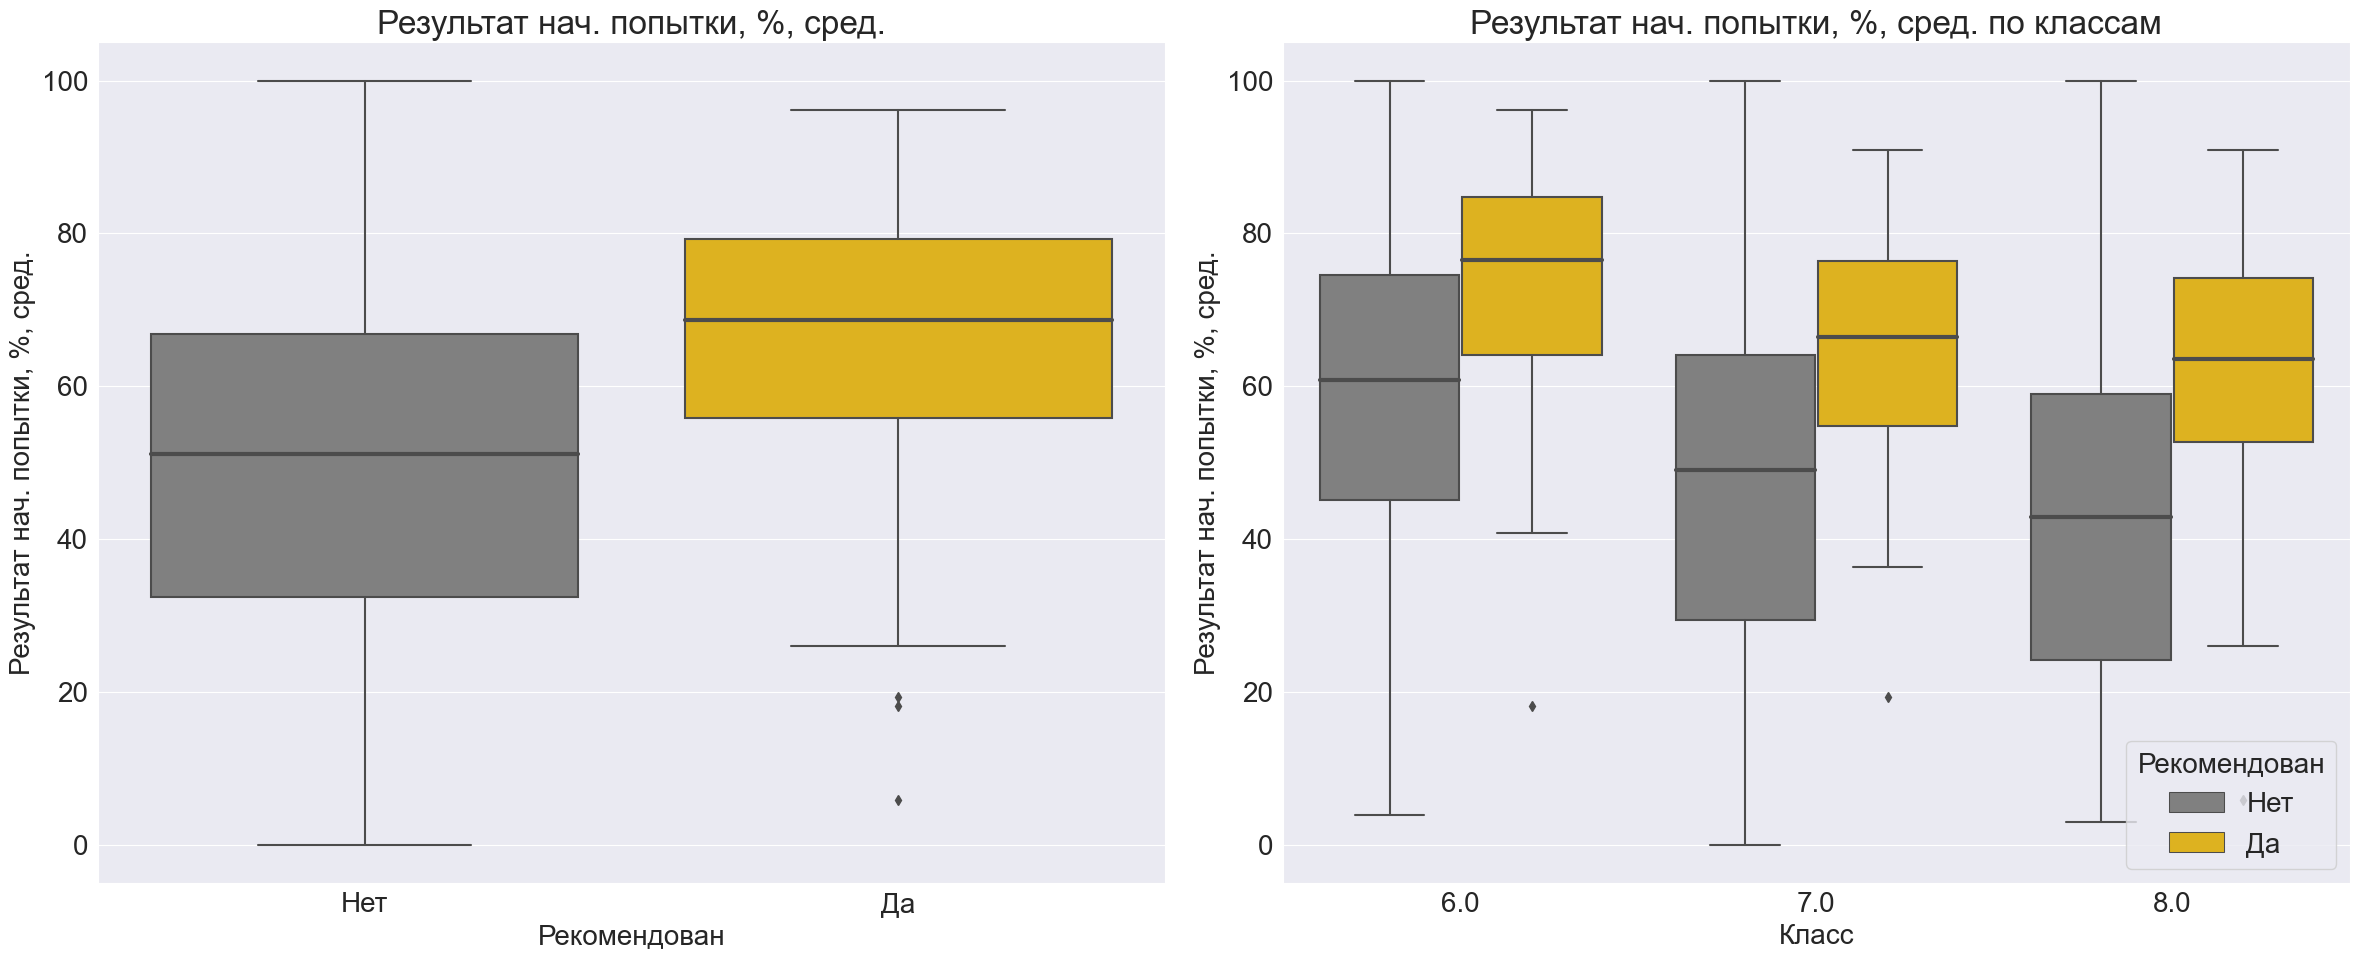 Результат нач. попытки, %, сред.
Результат нач. попытки, %, сред.
100
80
60
40
20
0
Нет
Да
Рекомендован
Результат нач. попытки, %, сред. по классам
Результат нач. попытки, %, сред.
100
80
60
40
20
0
6.0
7.0
8.0
Класс
Рекомендован
Нет
Да